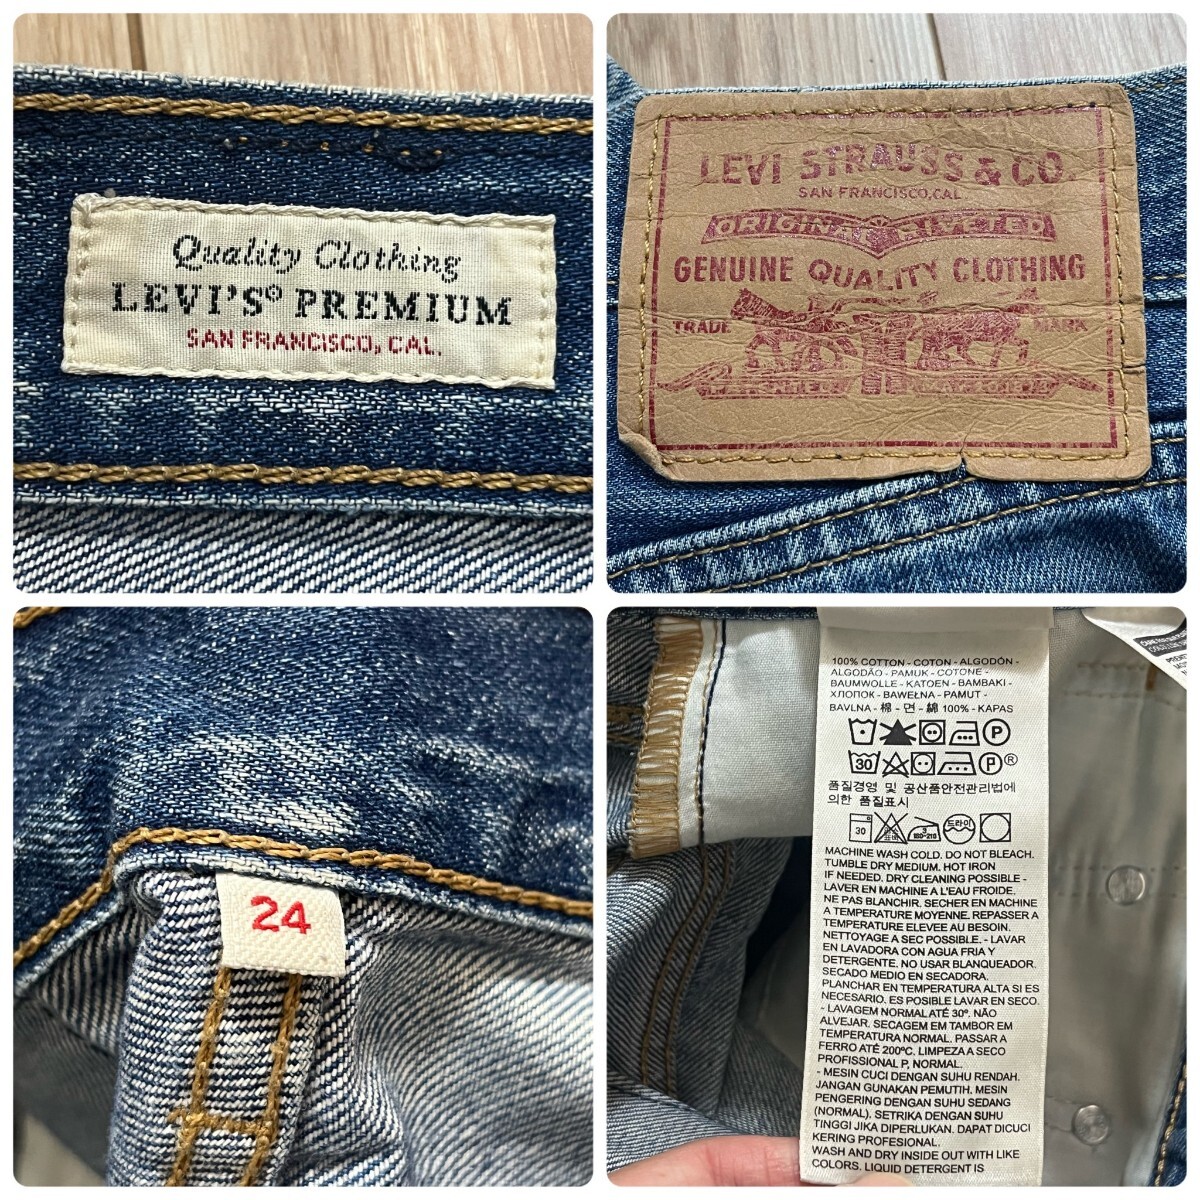 Quality Clothing
LEVI'S® PREMIUM
SAN FRANCISCO, CAL.
LEVI STRAUSS & CO.
SAN FRANCISCO, CAL.
ORIGINAL RIVETED
GENUINE QUALITY CLOTHING
TRADE MARK
24
100% COTTON - COTON - ALGODÓN -
ALGODÃO - PAMUK - COTONE -
BAUMWOLLE - KATOEN - BAMBAKI -
ХЛОПОК - BAWEŁNA - PAMUT -
BAVLNA - 棉 - 면 - 綿 100% - KAPAS
P
30 P®
품질경영 및 공산품안전관리법에
의한 품질표시
30 3 180-210 드라이
MACHINE WASH COLD. DO NOT BLEACH.
TUMBLE DRY MEDIUM. HOT IRON
IF NEEDED. DRY CLEANING POSSIBLE -
LAVER EN MACHINE A L'EAU FROIDE.
NE PAS BLANCHIR. SECHER EN MACHINE
A TEMPERATURE MOYENNE. REPASSER A
TEMPERATURE ELEVEE AU BESOIN.
NETTOYAGE A SEC POSSIBLE. - LAVAR
EN LAVADORA CON AGUA FRIA Y
DETERGENTE. NO USAR BLANQUEADOR.
SECADO MEDIO EN SECADORA.
PLANCHAR EN TEMPERATURA ALTA SI ES
NECESARIO. ES POSIBLE LAVAR EN SECO.
- LAVAGEM NORMAL ATÉ 30º. NÃO
ALVEJAR. SECAGEM EM TAMBOR EM
TEMPERATURA NORMAL. PASSAR A
FERRO ATÉ 200ºC. LIMPEZA A SECO
PROFISSIONAL P, NORMAL.
- MESIN CUCI DENGAN SUHU RENDAH.
JANGAN GUNAKAN PEMUTIH, MESIN
PENGERING DENGAN SUHU SEDANG
(NORMAL). SETRIKA DENGAN SUHU
TINGGI JIKA DIPERLUKAN. DAPAT DICUCI
KERING PROFESIONAL.
WASH AND DRY INSIDE OUT WITH LIKE
COLORS. LIQUID DETERGENT IS